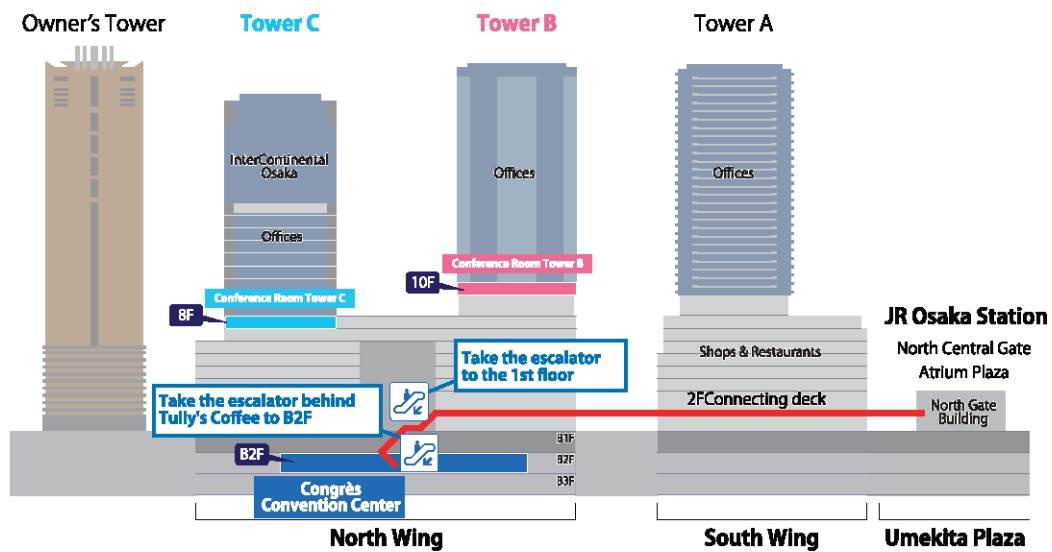 Owner's Tower
Tower C
Tower B
Tower A
InterContinental
Osaka
Offices
Offices
Offices
Conference Room Tower B
10F
Conference Room Tower C
8F
JR Osaka Station
North Central Gate
Atrium Plaza
Shops & Restaurants
Take the escalator
to the 1st floor
Take the escalator behind
Tully's Coffee to B2F
2FConnecting deck
North Gate
Building
B1F
B2F
B2F
B3F
Congrès
Convention Center
North Wing
South Wing
Umekita Plaza